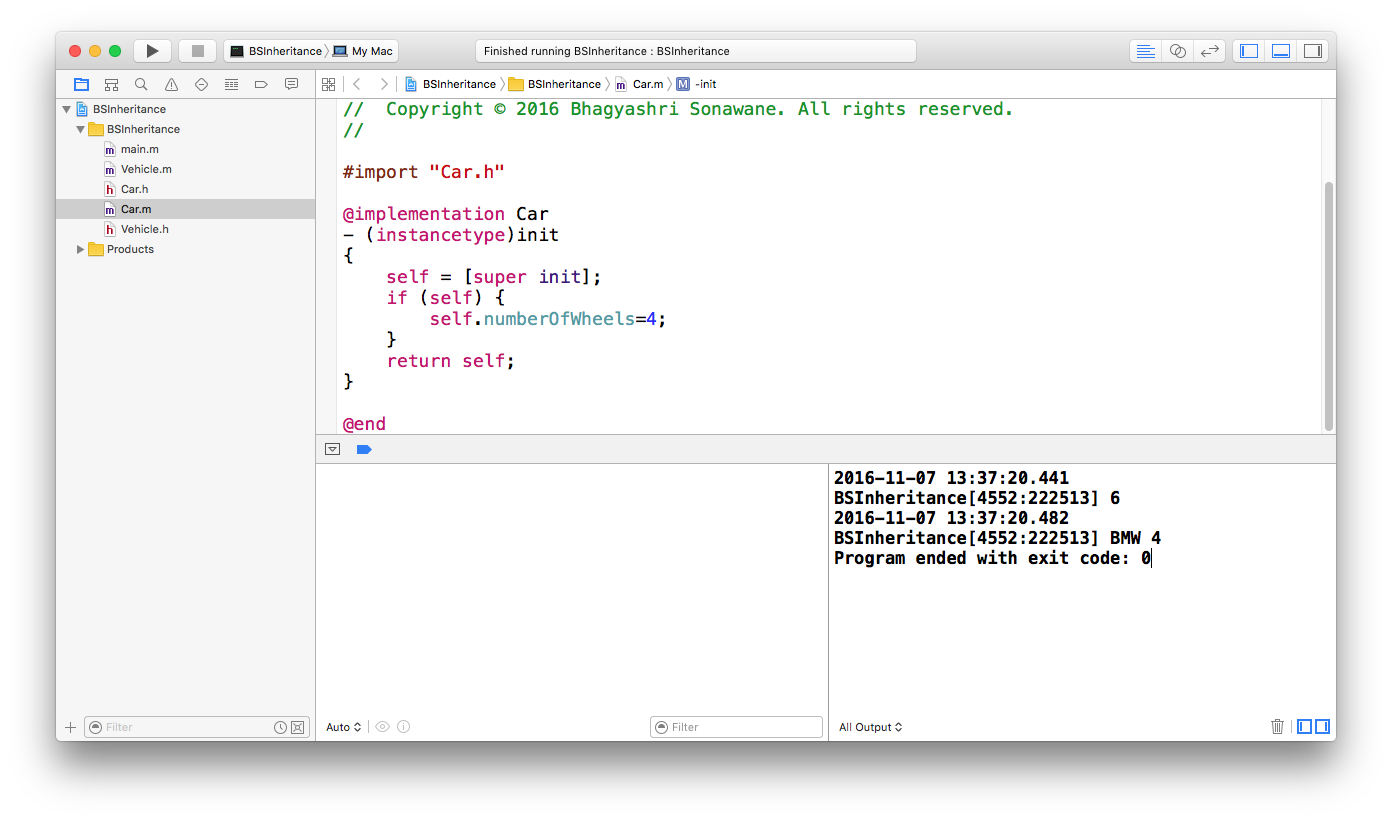 BSInheritance My Mac
Finished running BSInheritance : BSInheritance
BSInheritance BSInheritance Car.m M -init
BSInheritance
BSInheritance
m main.m
m Vehicle.m
h Car.h
m Car.m
h Vehicle.h
Products
//  Copyright © 2016 Bhagyashri Sonawane. All rights reserved.
//
#import "Car.h"
@implementation Car
- (instancetype)init
{
    self = [super init];
    if (self) {
        self.numberOfWheels=4;
    }
    return self;
}
@end
2016-11-07 13:37:20.441
BSInheritance[4552:222513] 6
2016-11-07 13:37:20.482
BSInheritance[4552:222513] BMW 4
Program ended with exit code: 0
Filter
Auto
Filter
All Output